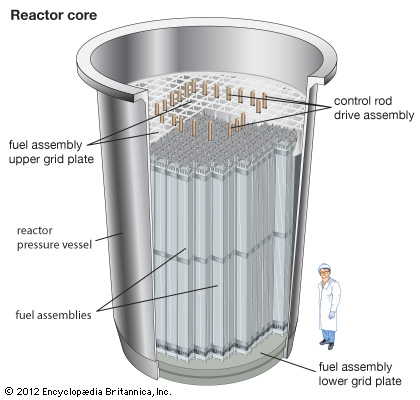 Reactor core
control rod
drive assembly
fuel assembly
upper grid plate
reactor
pressure vessel
fuel assemblies
fuel assembly
lower grid plate
© 2012 Encyclopædia Britannica, Inc.